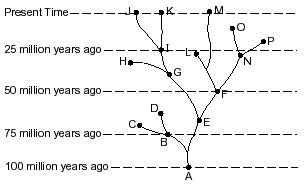 Present Time J K M
O
P
25 million years ago I L N
H G
50 million years ago F
D
C E
75 million years ago B
100 million years ago
A